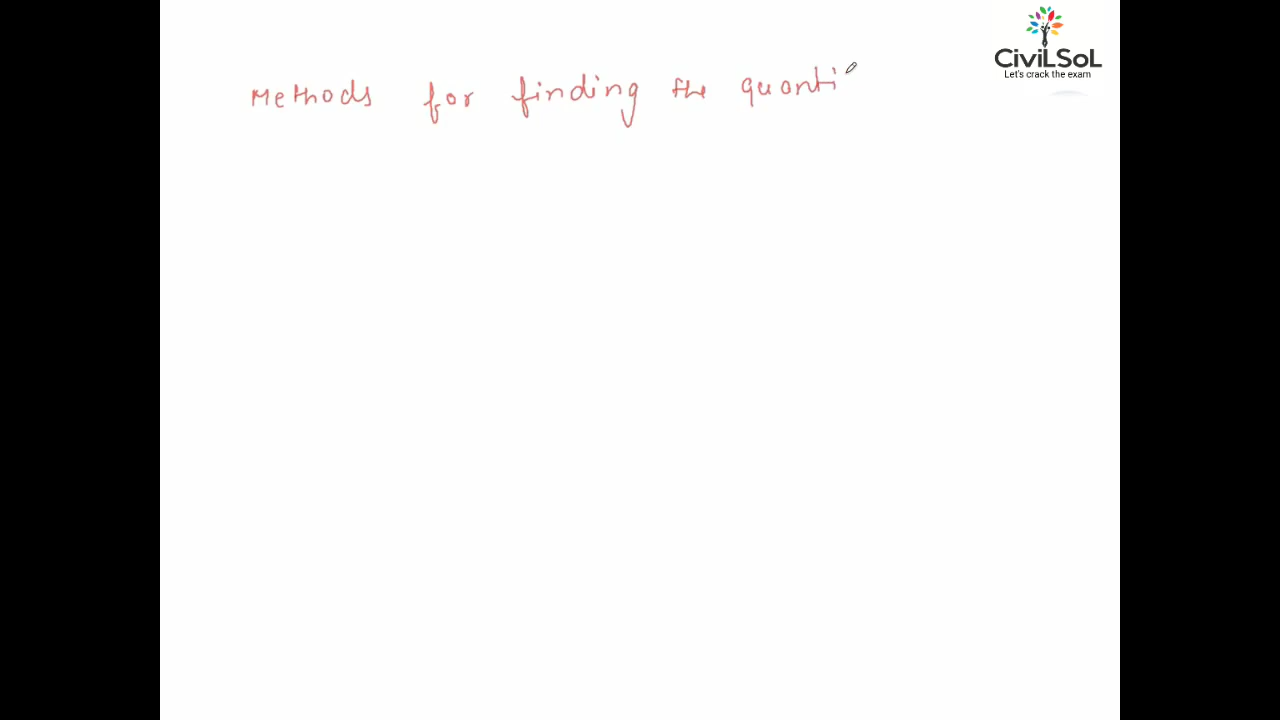 CiviLSoL
Let's crack the exam
Methods for finding the quanti